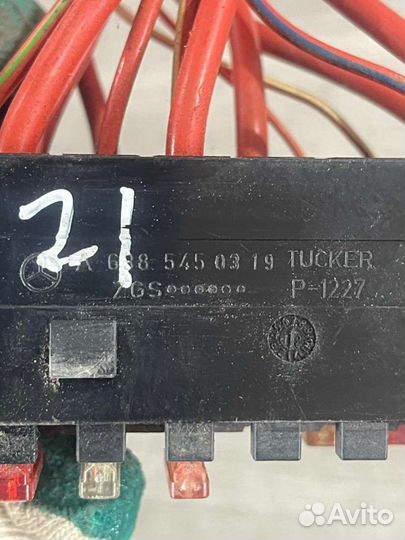 21
A 638 545 03 19 TUCKER
ZGS P-1227
Avito